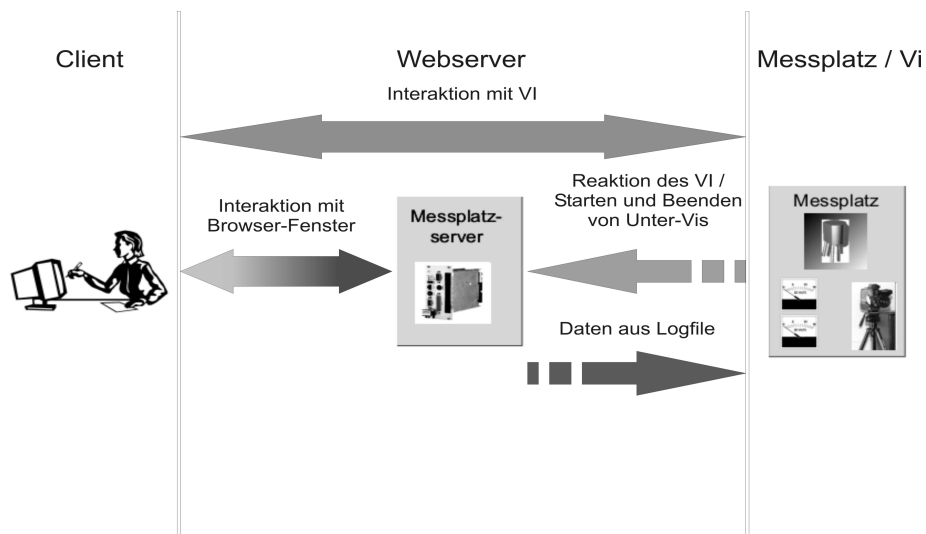 Client
Webserver
Messplatz / Vi
Interaktion mit VI
Interaktion mit
Browser-Fenster
Messplatz-
server
Reaktion des VI /
Starten und Beenden
von Unter-Vis
Messplatz
Daten aus Logfile